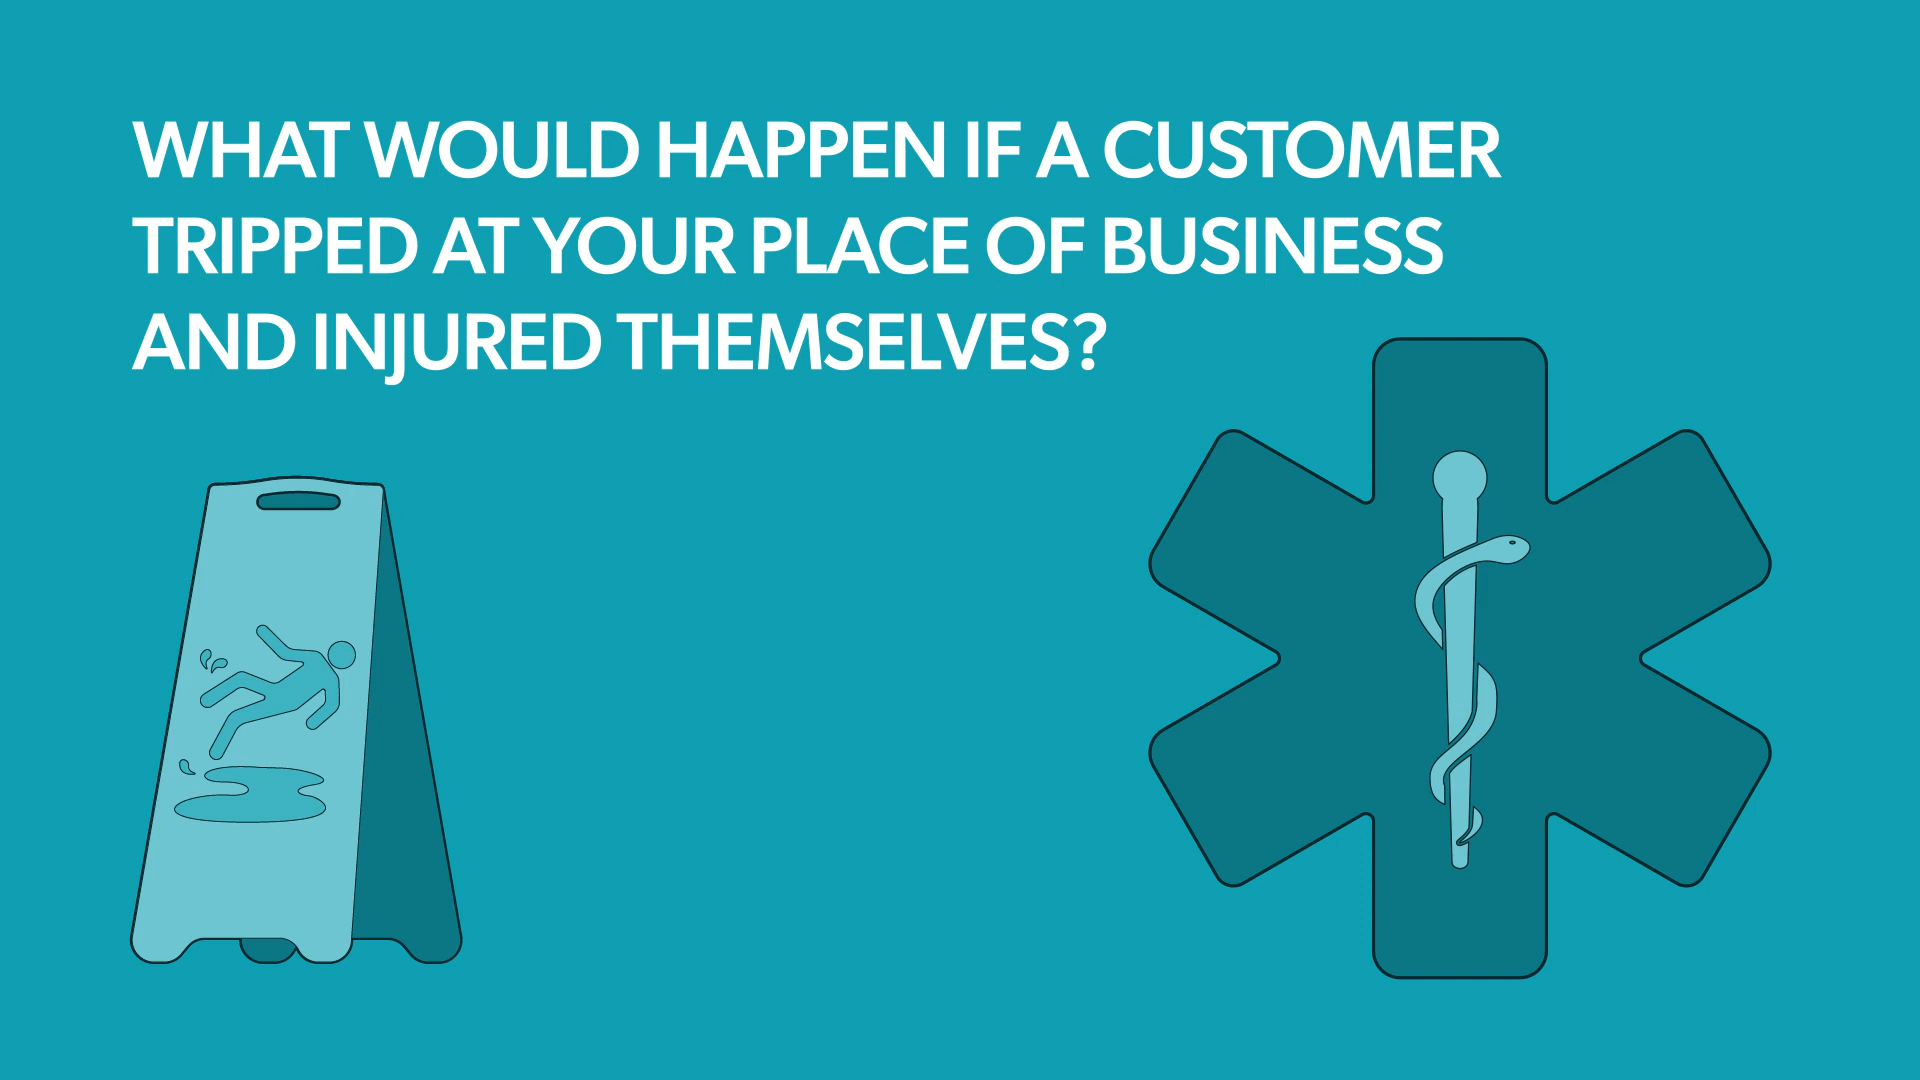 WHAT WOULD HAPPEN IF A CUSTOMER
TRIPPED AT YOUR PLACE OF BUSINESS
AND INJURED THEMSELVES?